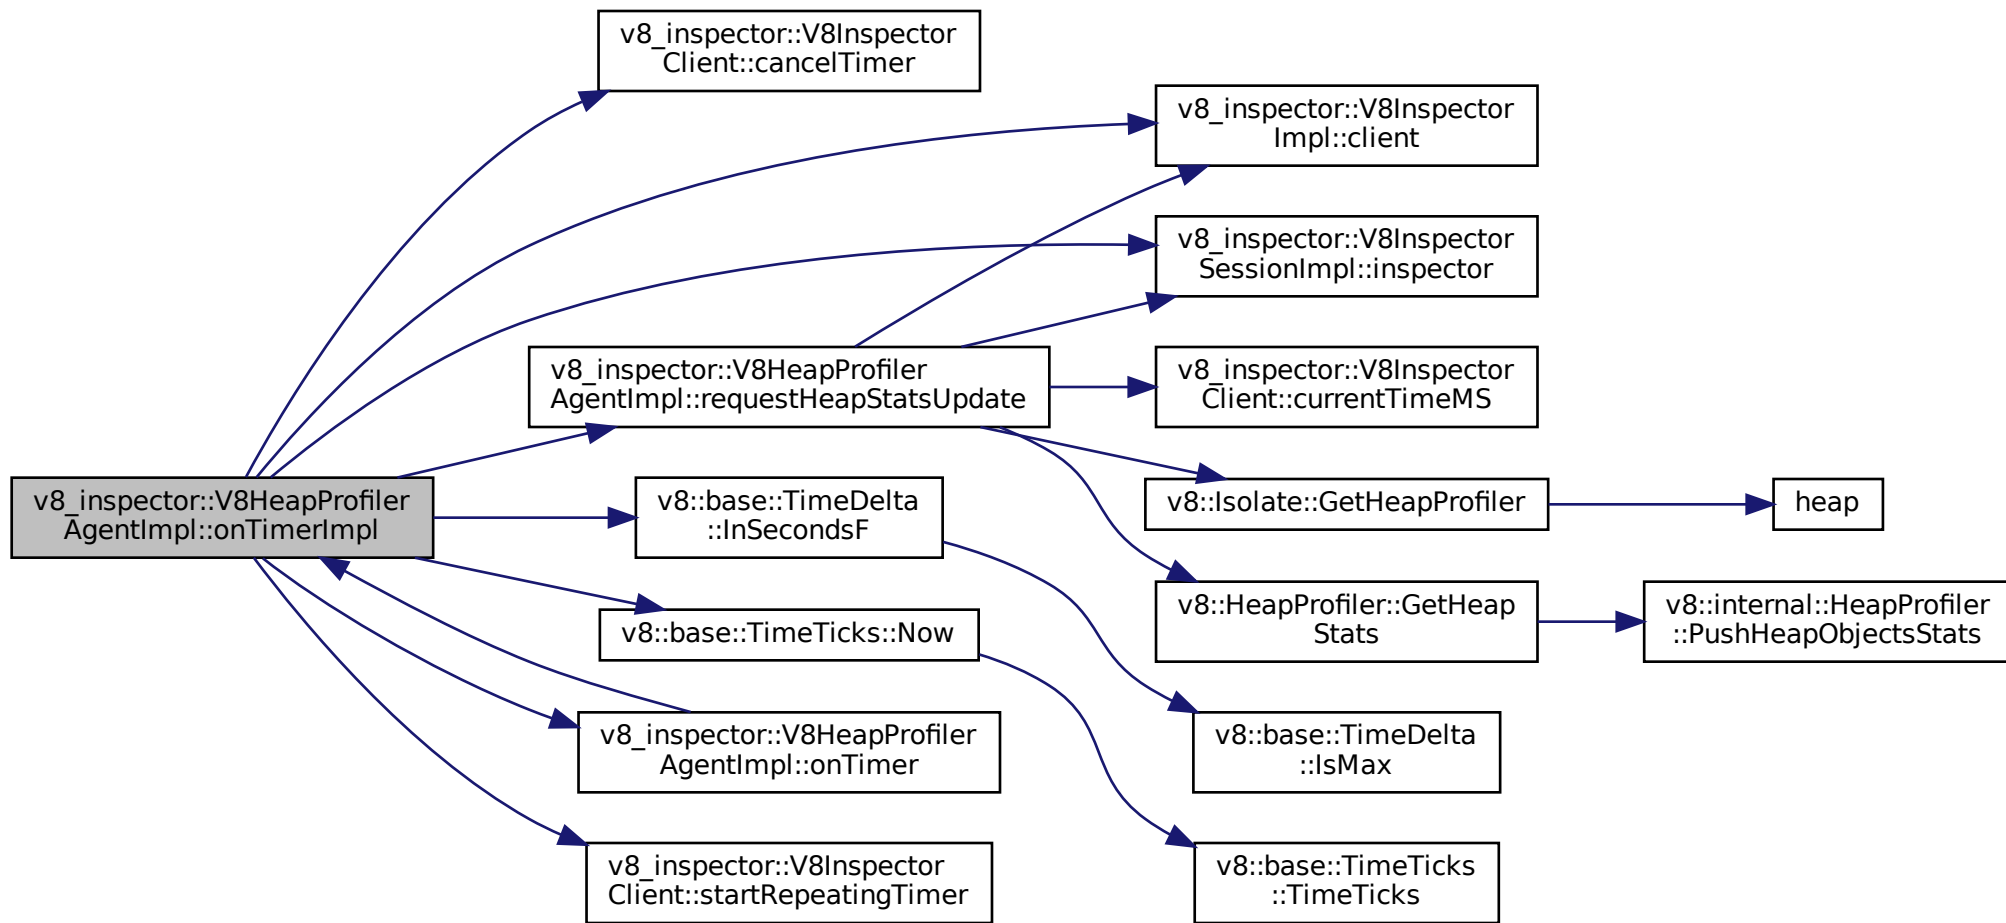 v8_inspector::V8Inspector
Client::cancelTimer
v8_inspector::V8Inspector
Impl::client
v8_inspector::V8Inspector
SessionImpl::inspector
v8_inspector::V8HeapProfiler
AgentImpl::requestHeapStatsUpdate
v8_inspector::V8Inspector
Client::currentTimeMS
v8_inspector::V8HeapProfiler
AgentImpl::onTimerImpl
v8::base::TimeDelta
::InSecondsF
v8::Isolate::GetHeapProfiler
heap
v8::base::TimeTicks::Now
v8::HeapProfiler::GetHeap
Stats
v8::internal::HeapProfiler
::PushHeapObjectsStats
v8_inspector::V8HeapProfiler
AgentImpl::onTimer
v8::base::TimeDelta
::IsMax
v8_inspector::V8Inspector
Client::startRepeatingTimer
v8::base::TimeTicks
::TimeTicks